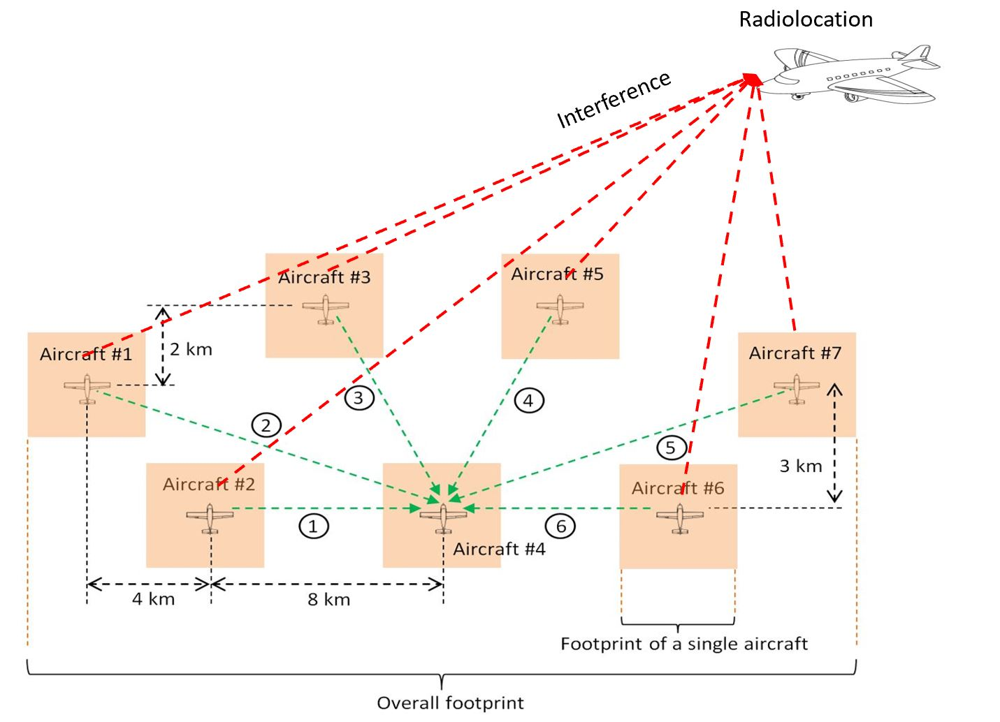 Radiolocation
Interference
Aircraft #3
Aircraft #5
2 km
Aircraft #1
Aircraft #7
3
4
2
5
3 km
Aircraft #2
Aircraft #6
1
6
Aircraft #4
4 km
8 km
Footprint of a single aircraft
Overall footprint